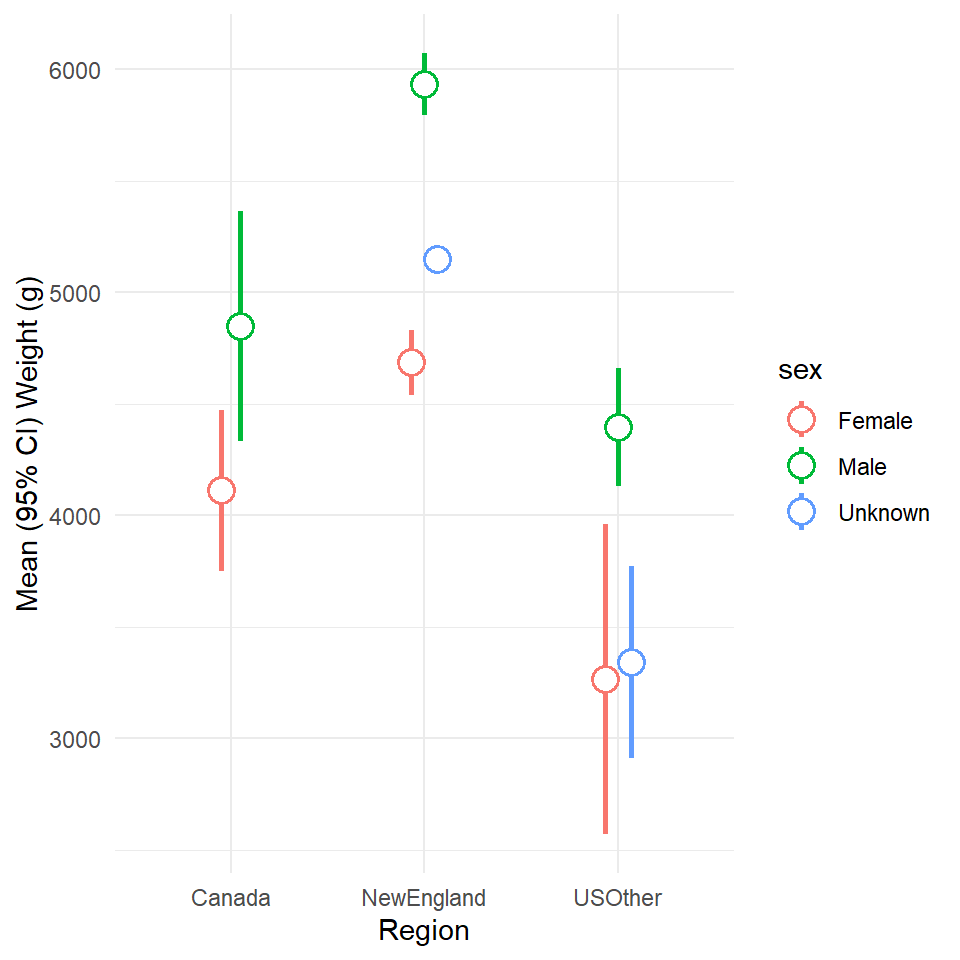 Mean (95% CI) Weight (g)
6000
5000
4000
3000
Canada
NewEngland
USOther
Region
sex
Female
Male
Unknown